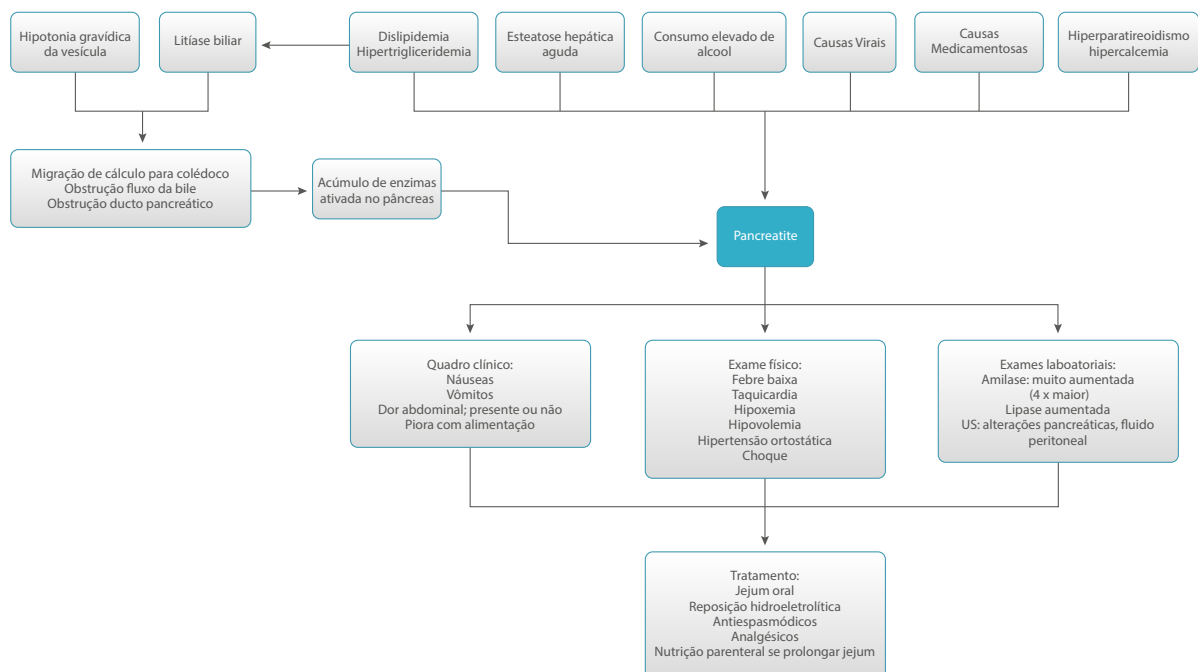 Hipotonia gravídica
da vesícula
Litíase biliar
Dislipidemia
Hipertrigliceridemia
Esteatose hepática
aguda
Consumo elevado de
alcool
Causas Virais
Causas
Medicamentosas
Hiperparatireoidismo
hipercalcemia
Migração de cálculo para colédoco
Obstrução fluxo da bile
Obstrução ducto pancreático
Acúmulo de enzimas
ativada no pâncreas
Pancreatite
Quadro clínico:
Náuseas
Vômitos
Dor abdominal; presente ou não
Piora com alimentação
Exame físico:
Febre baixa
Taquicardia
Hipoxemia
Hipovolemia
Hipertensão ortostática
Choque
Exames laboatoriais:
Amilase: muito aumentada
(4 x maior)
Lipase aumentada
US: alterações pancreáticas, fluido
peritoneal
Tratamento:
Jejum oral
Reposição hidroeletrolítica
Antiespasmódicos
Analgésicos
Nutrição parenteral se prolongar jejum